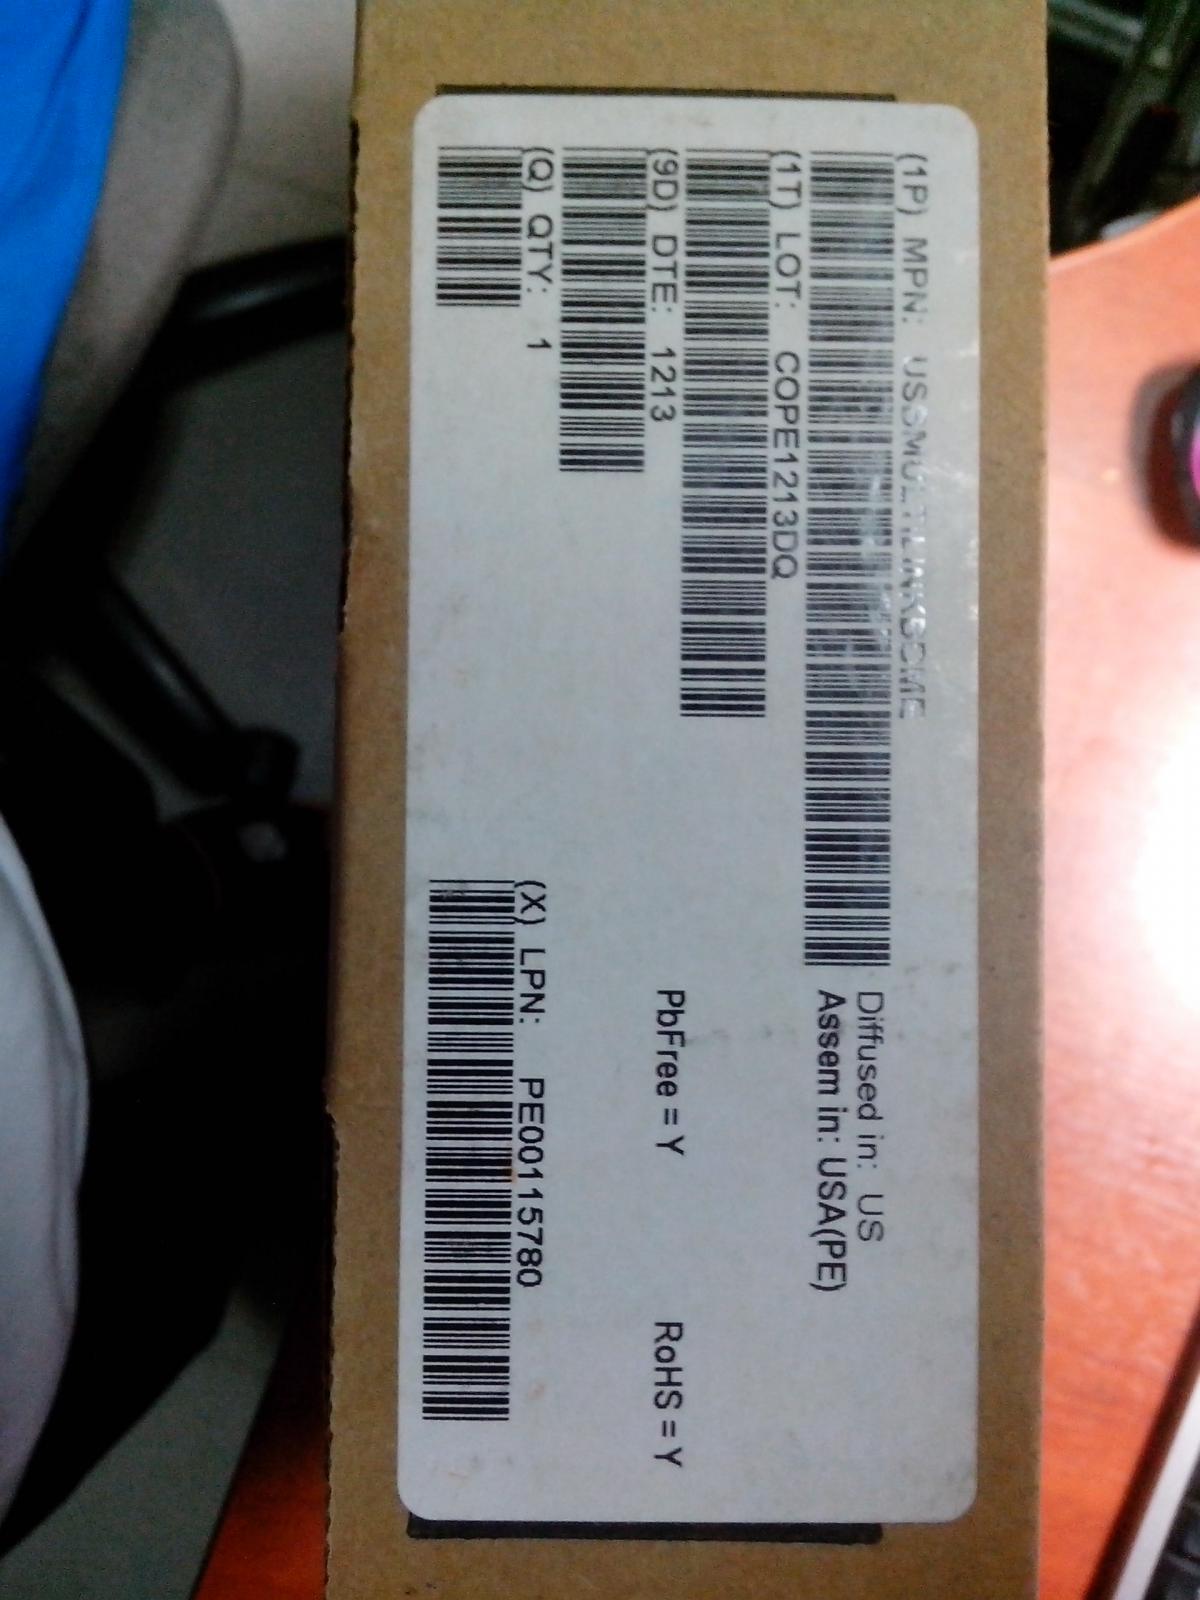 (1P) MPN: USBMULTILINKBDME
Diffused in: US
Assem in: USA(PE)
(1T) LOT: COPE1213DQ
(9D) DTE: 1213
PbFree = Y
RoHS = Y
(Q) QTY: 1
(X) LPN: PE00115780